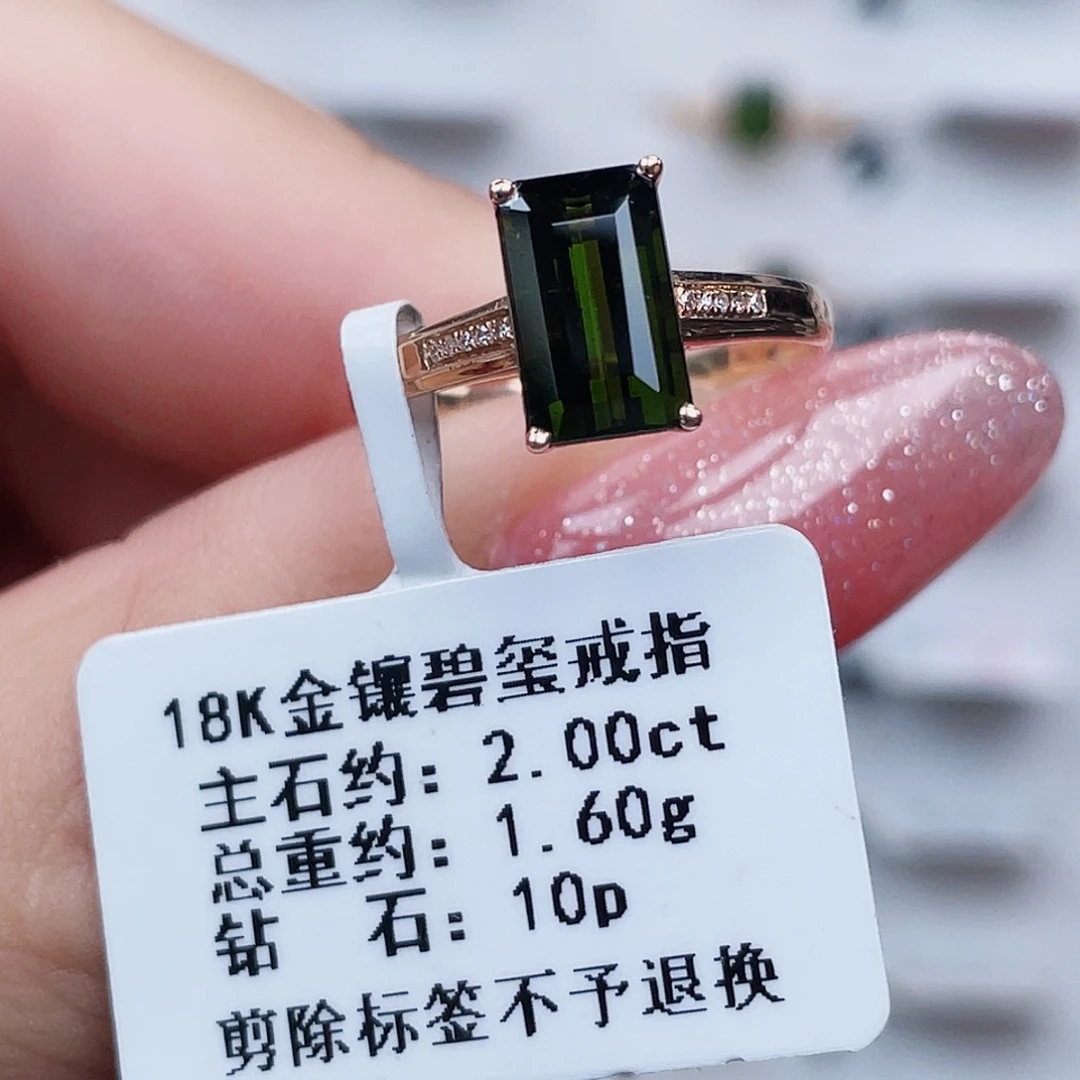 18K金镶碧玺戒指
主石约：2.00ct
总重约：1.60g
钻 石：10p
剪除标签不予退换